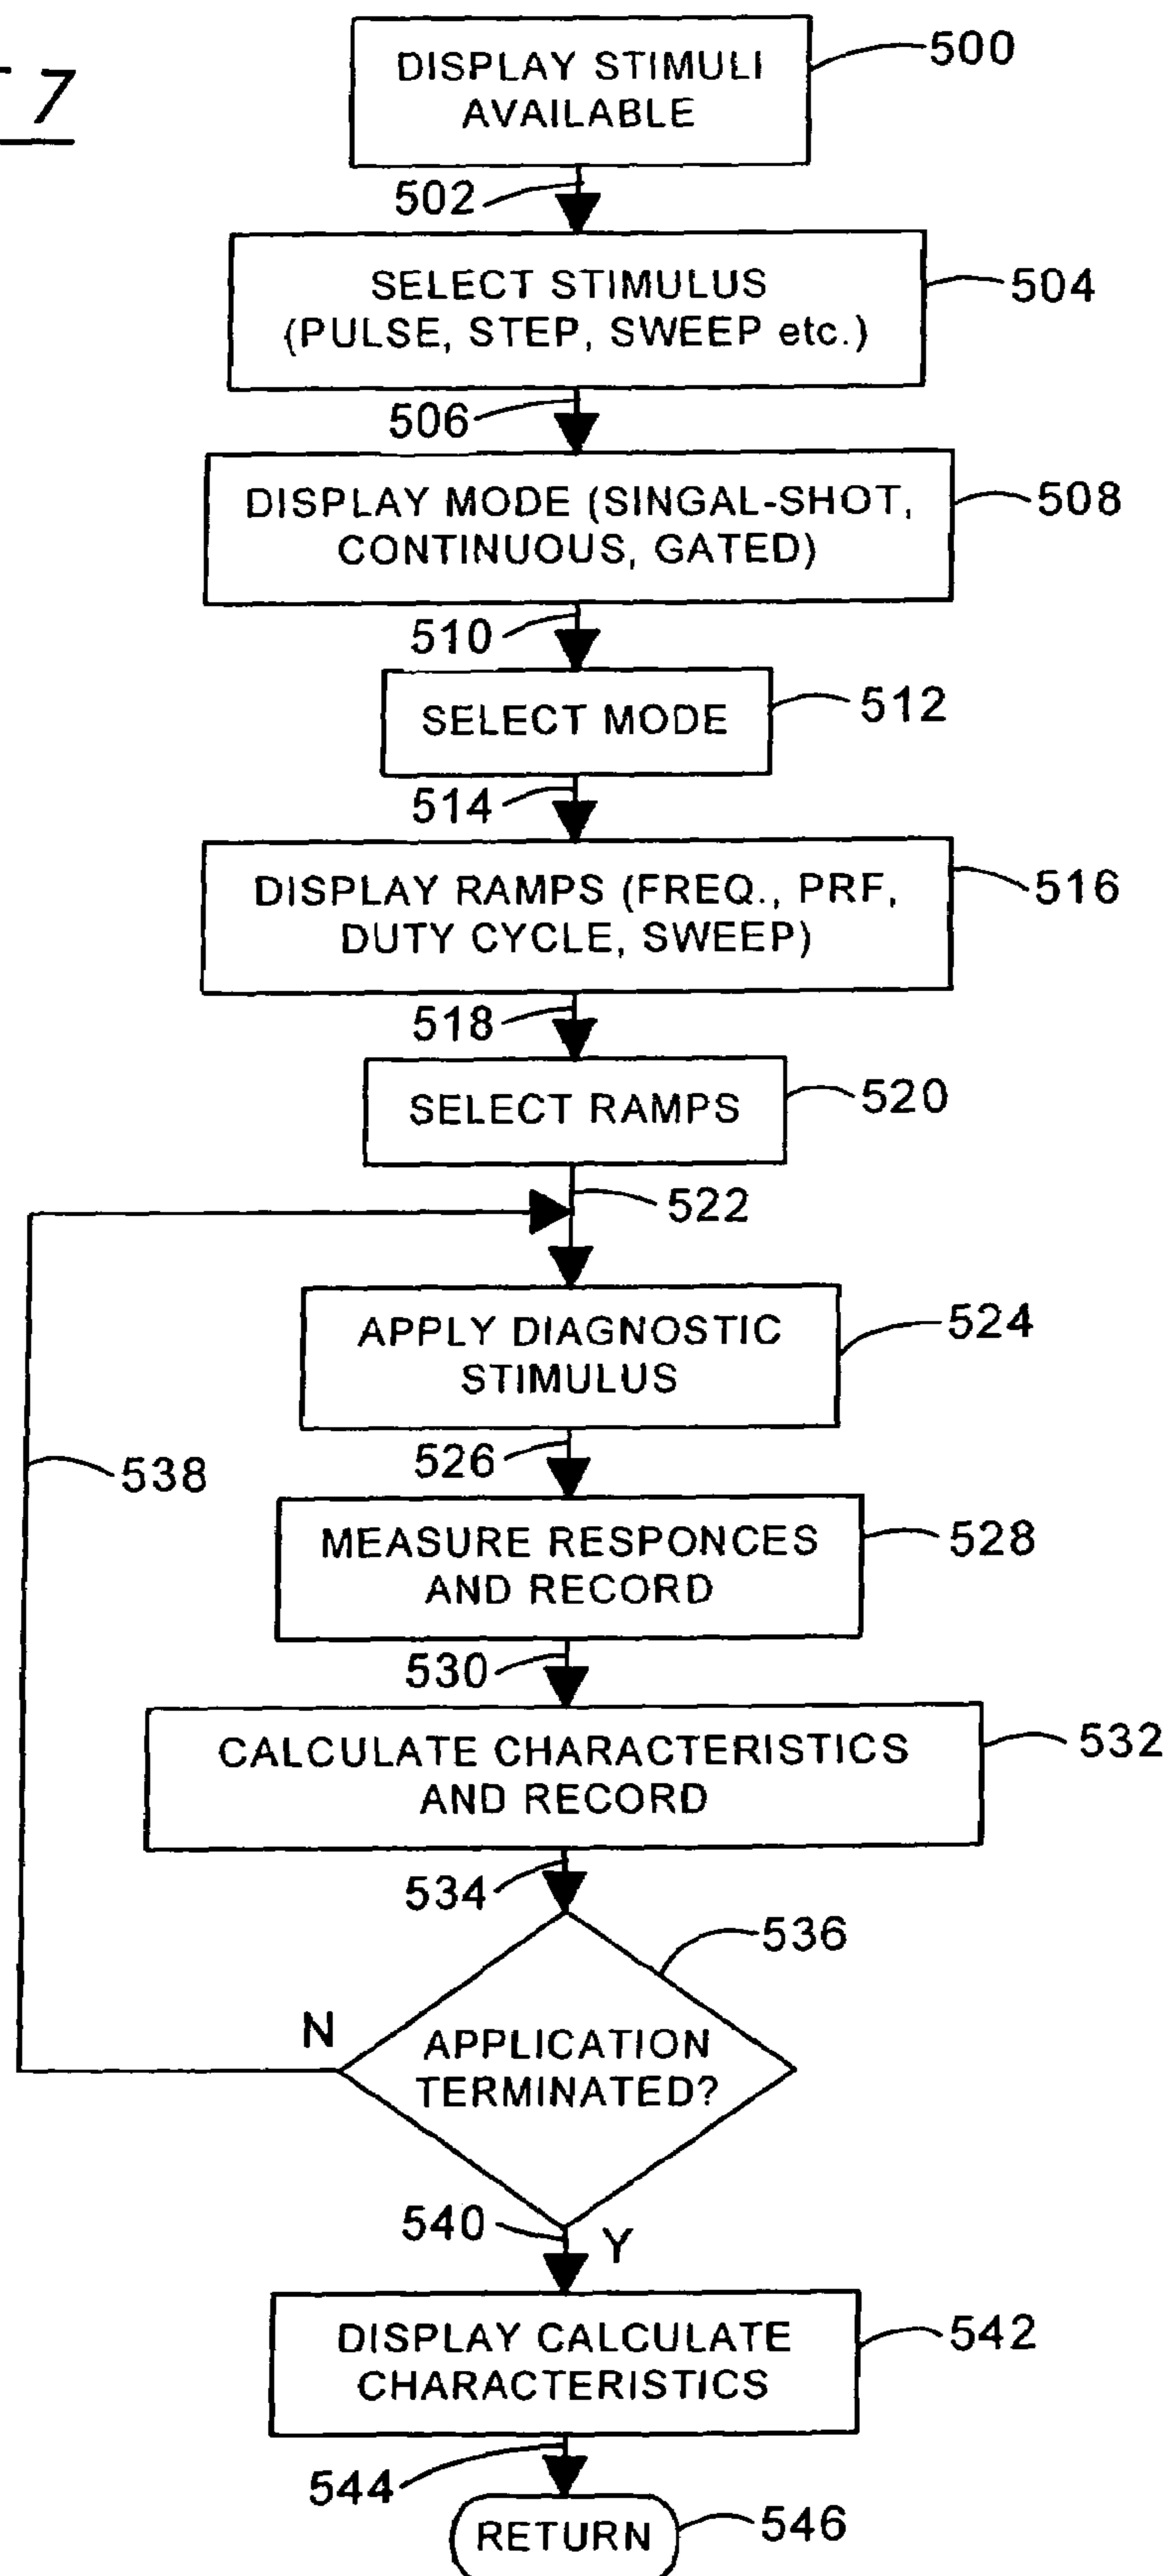 7
DISPLAY STIMULI
AVAILABLE
500
502
SELECT STIMULUS
(PULSE, STEP, SWEEP etc.)
504
506
DISPLAY MODE (SINGAL-SHOT,
CONTINUOUS, GATED)
508
510
SELECT MODE
512
514
DISPLAY RAMPS (FREQ., PRF,
DUTY CYCLE, SWEEP)
516
518
SELECT RAMPS
520
522
APPLY DIAGNOSTIC
STIMULUS
524
526
538
MEASURE RESPONCES
AND RECORD
528
530
CALCULATE CHARACTERISTICS
AND RECORD
532
534
536
N
APPLICATION
TERMINATED?
540
Y
DISPLAY CALCULATE
CHARACTERISTICS
542
544
RETURN
546